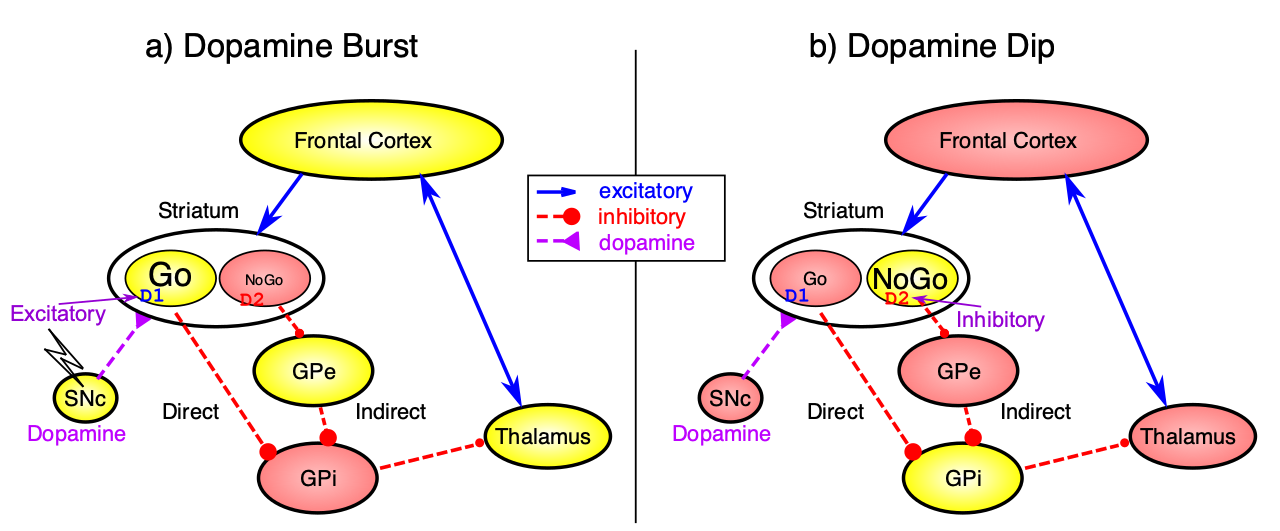 a) Dopamine Burst
Frontal Cortex
Striatum
Go
NoGo
D1
D2
Excitatory
GPe
SNc
Direct
Indirect
Dopamine
Thalamus
GPi
excitatory
inhibitory
dopamine
b) Dopamine Dip
Frontal Cortex
Striatum
Go
NoGo
D1
D2
Inhibitory
GPe
SNc
Direct
Indirect
Dopamine
Thalamus
GPi